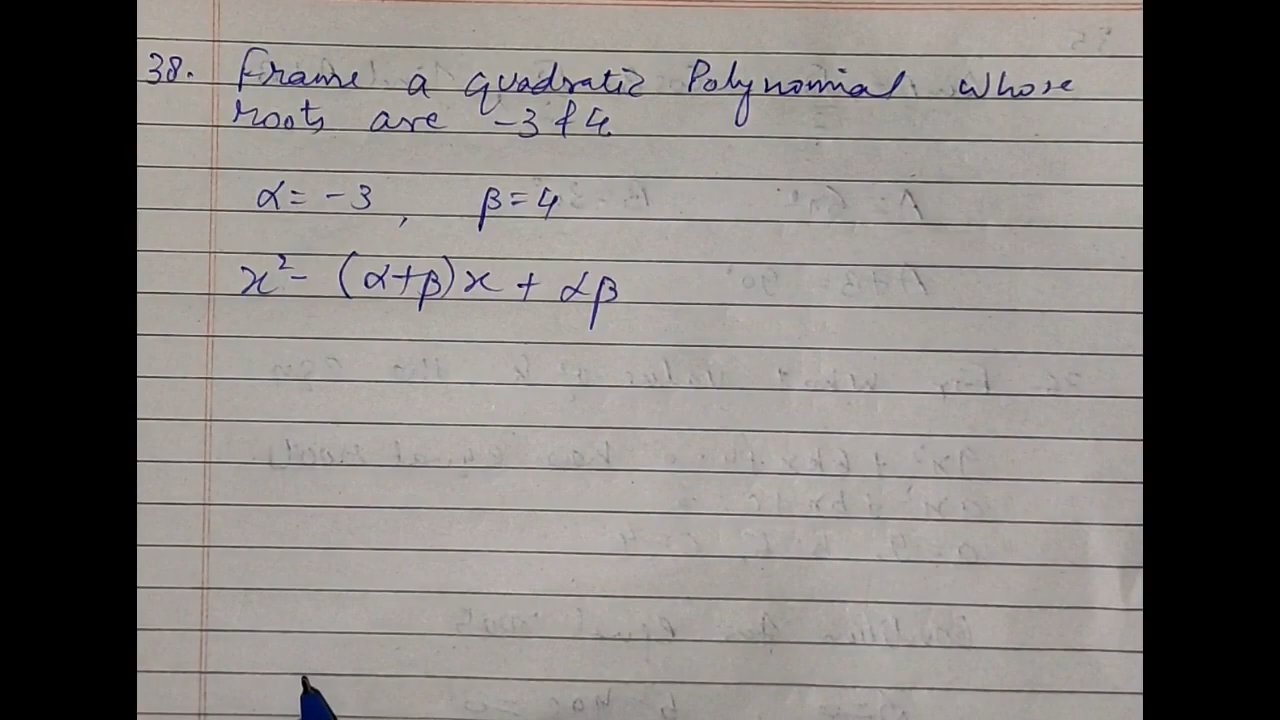 38. Frame a quadratic Polynomial whose
roots are -3 & 4
α = -3 , β = 4
x² - (α+β)x + αβ